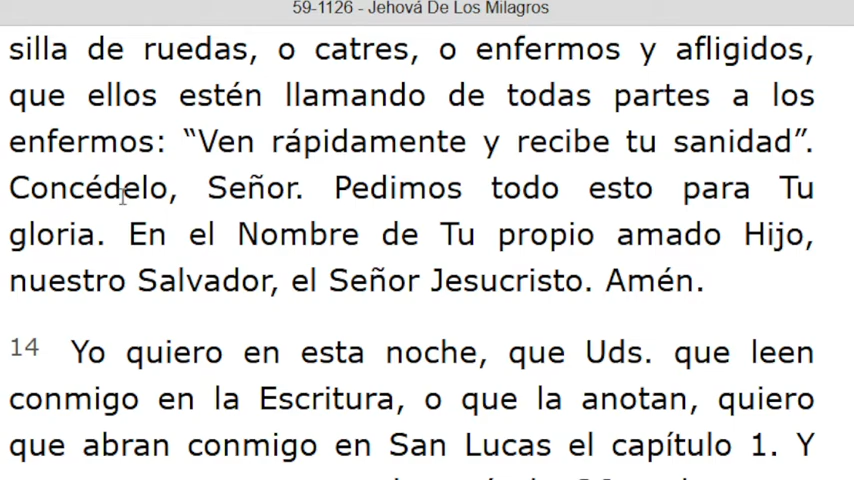 59-1126 - Jehová De Los Milagros
silla de ruedas, o catres, o enfermos y afligidos,
que ellos estén llamando de todas partes a los
enfermos: “Ven rápidamente y recibe tu sanidad”.
Concédelo, Señor. Pedimos todo esto para Tu
gloria. En el Nombre de Tu propio amado Hijo,
nuestro Salvador, el Señor Jesucristo. Amén.
14 Yo quiero en esta noche, que Uds. que leen
conmigo en la Escritura, o que la anotan, quiero
que abran conmigo en San Lucas el capítulo 1. Y